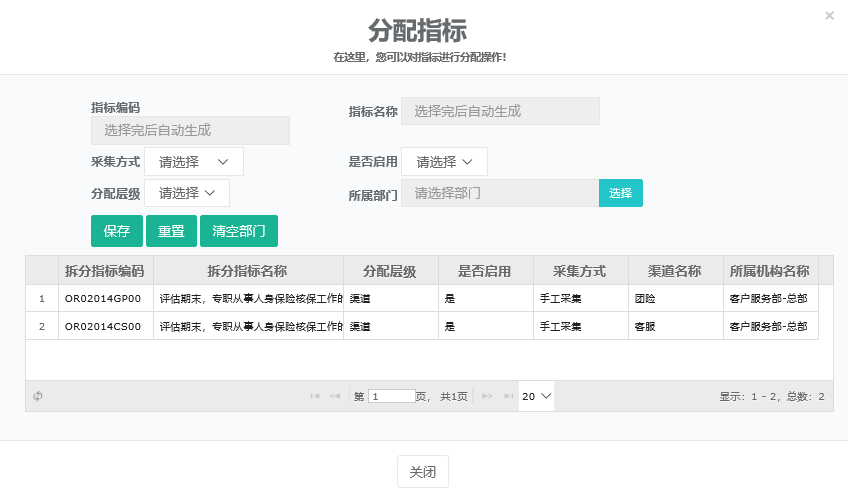 ×
分配指标
在这里，您可以对指标进行分配操作!
指标编码
选择完后自动生成
指标名称 选择完后自动生成
采集方式 请选择 是否启用 请选择
分配层级 请选择 所属部门 请选择部门 选择
保存 重置 清空部门
拆分指标编码 拆分指标名称 分配层级 是否启用 采集方式 渠道名称 所属机构名称
1 OR02014GP00 评估期末，专职从事人身保险核保工作的 渠道 是 手工采集 团险 客户服务部-总部
2 OR02014CS00 评估期末，专职从事人身保险核保工作的 渠道 是 手工采集 客服 客户服务部-总部
第 1 页， 共1页 20 显示：1 - 2，总数：2
关闭